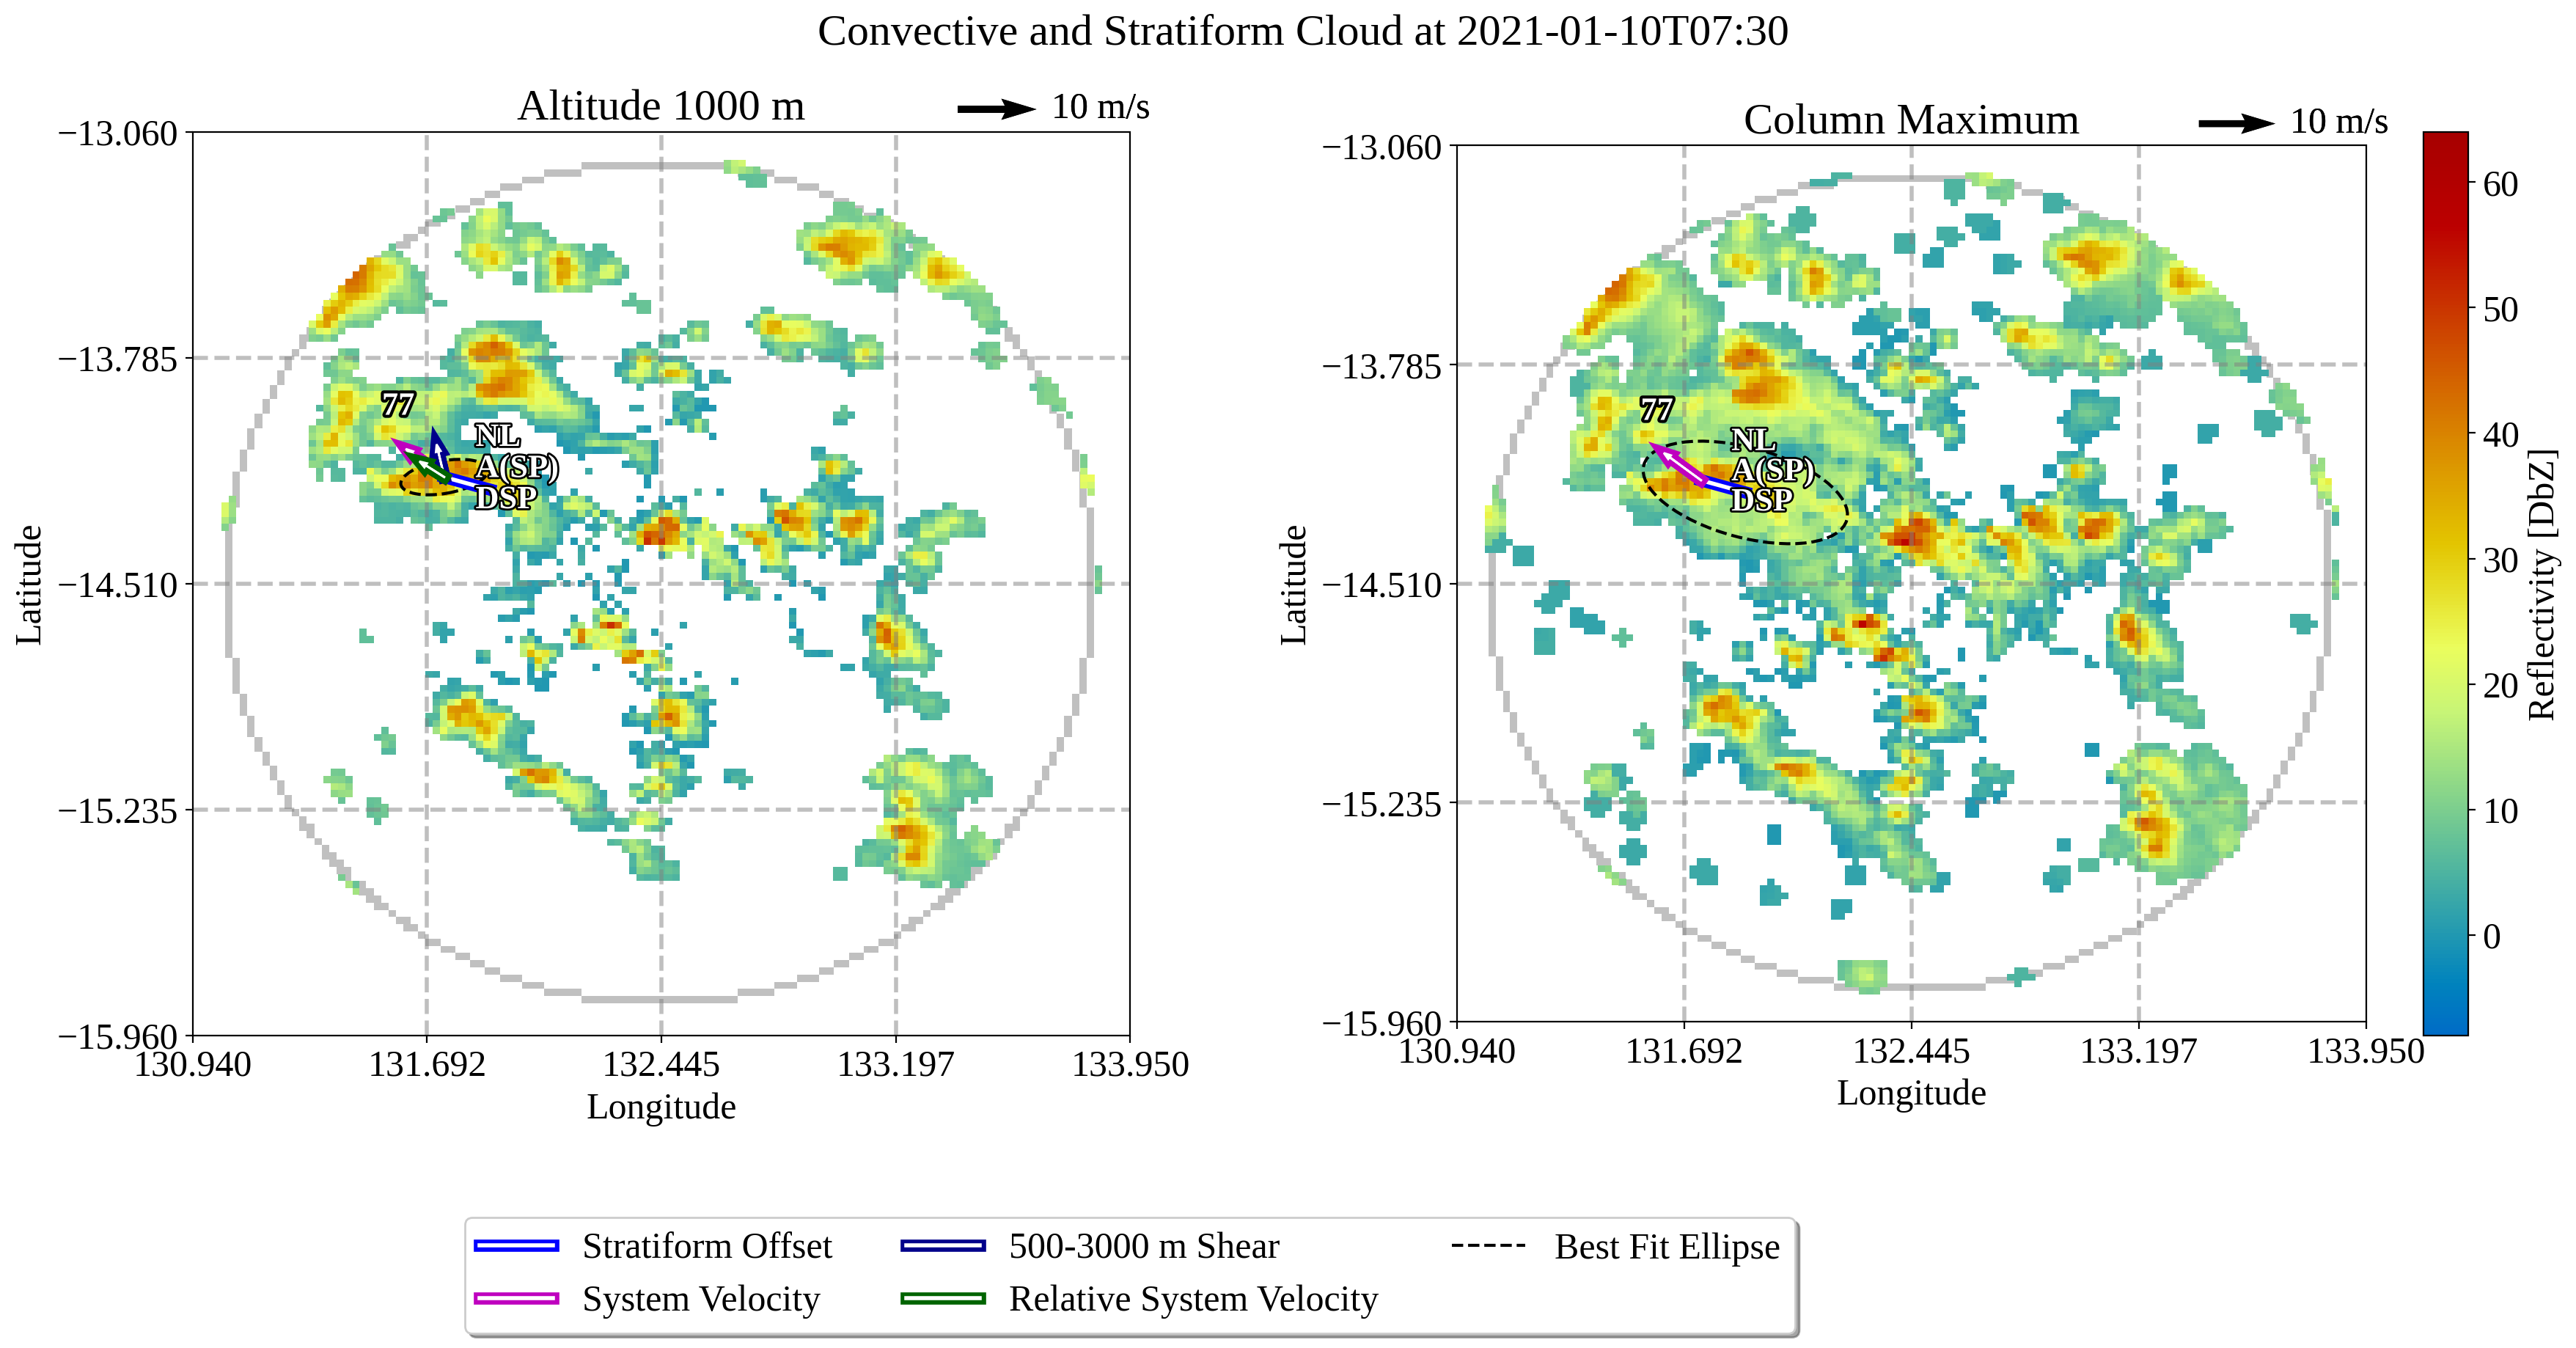 Convective and Stratiform Cloud at 2021-01-10T07:30
Altitude 1000 m
10 m/s
−13.060
−13.785
−14.510
−15.235
−15.960
130.940
131.692
132.445
133.197
133.950
Latitude
Longitude
77
NL
A(SP)
DSP
Column Maximum
10 m/s
−13.060
−13.785
−14.510
−15.235
−15.960
130.940
131.692
132.445
133.197
133.950
Latitude
Longitude
77
NL
A(SP)
DSP
60
50
40
30
20
10
0
Reflectivity [DbZ]
Stratiform Offset
500-3000 m Shear
Best Fit Ellipse
System Velocity
Relative System Velocity